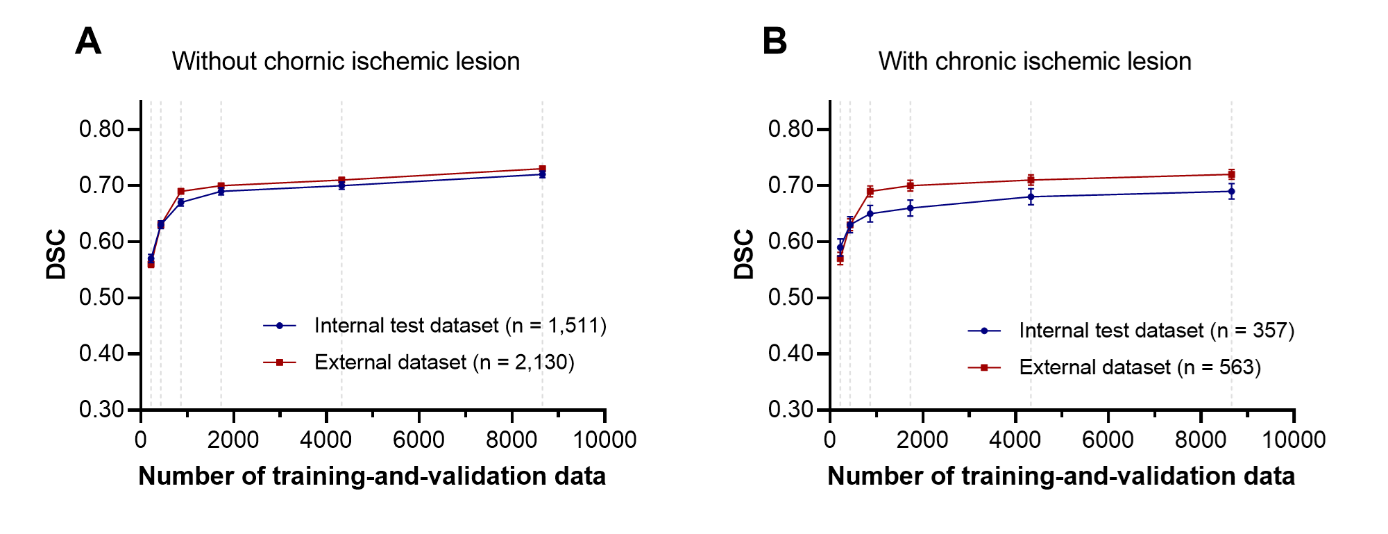 A
Without chornic ischemic lesion
DSC
0.80
0.70
0.60
0.50
0.40
0.30
Internal test dataset (n = 1,511)
External dataset (n = 2,130)
0 2000 4000 6000 8000 10000
Number of training-and-validation data
B
With chronic ischemic lesion
DSC
0.80
0.70
0.60
0.50
0.40
0.30
Internal test dataset (n = 357)
External dataset (n = 563)
0 2000 4000 6000 8000 10000
Number of training-and-validation data